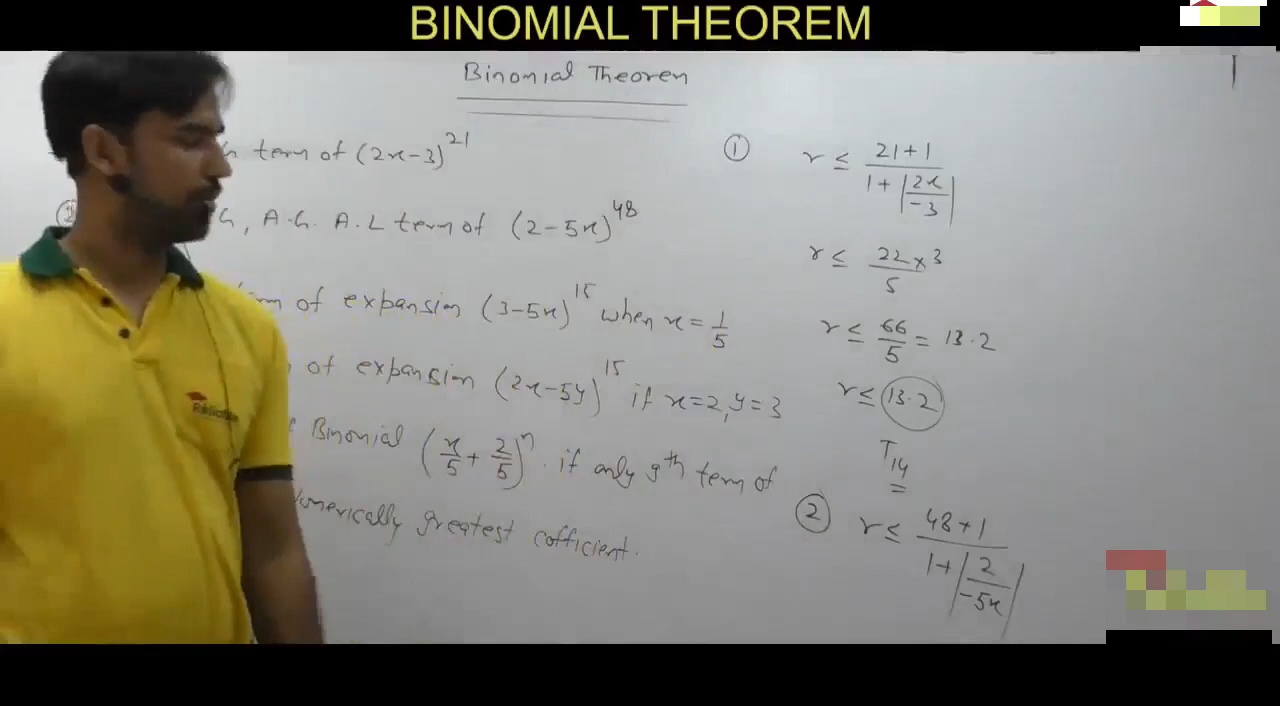 BINOMIAL THEOREM
Binomial Theoren
term of (2x-3)^21
, A.G. A.L term of (2-5x)^48
of expansion (3-5x)^15 when x = 1/5
of expansion (2x-5y)^15 if x=2, y=3
Binonial (x/5 + 2/5)^n . if only 9th term of
numerically greatest cofficient.
① r ≤ 21+1 / 1+|2x/-3|
r ≤ 22×3 / 5
r ≤ 66/5 = 13.2
r ≤ 13.2
T14
② r ≤ 48+1 / 1+|2/-5x|